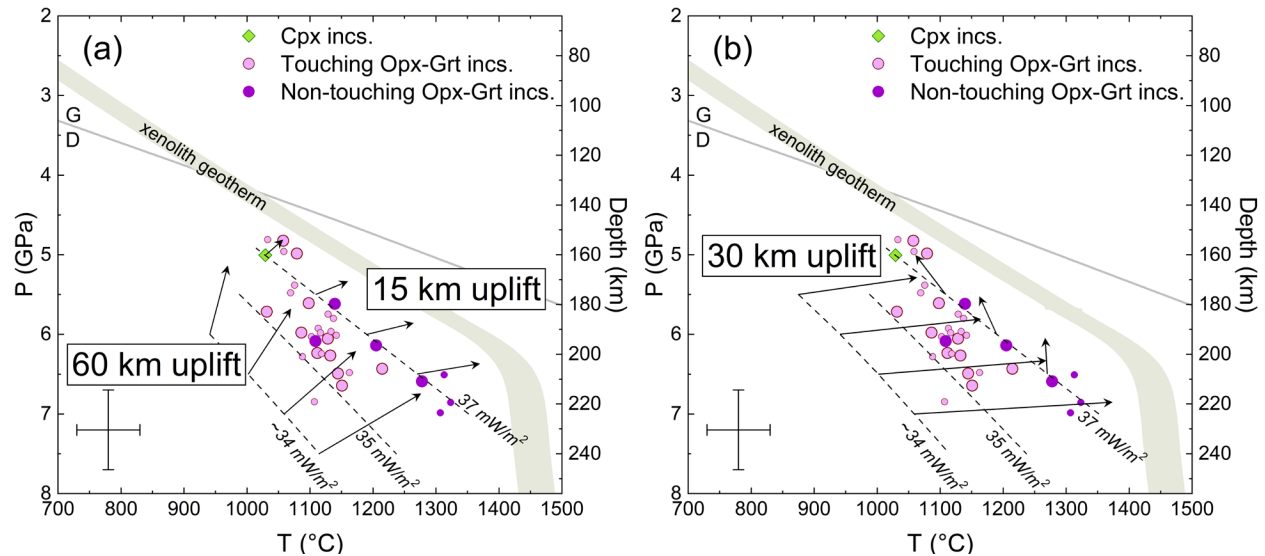 (a)
Cpx incs.
Touching Opx-Grt incs.
Non-touching Opx-Grt incs.
G
D
xenolith geotherm
15 km uplift
60 km uplift
~34 mW/m²
35 mW/m²
37 mW/m²
2
3
4
5
6
7
8
P (GPa)
80
100
120
140
160
180
200
220
240
Depth (km)
700 800 900 1000 1100 1200 1300 1400 1500
T (°C)
(b)
Cpx incs.
Touching Opx-Grt incs.
Non-touching Opx-Grt incs.
G
D
xenolith geotherm
30 km uplift
~34 mW/m²
35 mW/m²
37 mW/m²
2
3
4
5
6
7
8
P (GPa)
80
100
120
140
160
180
200
220
240
Depth (km)
700 800 900 1000 1100 1200 1300 1400 1500
T (°C)